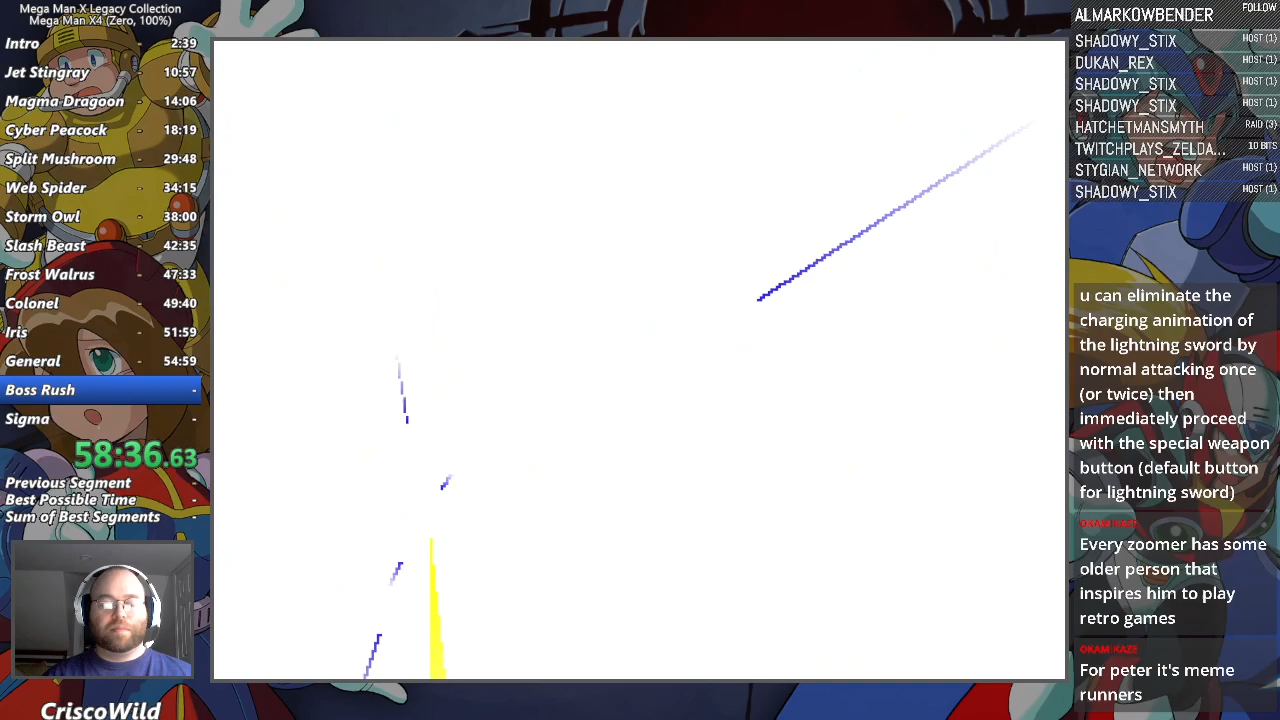 Mega Man X Legacy Collection
Mega Man X4 (Zero, 100%)
Intro - 2:39
Jet Stingray - 10:57
Magma Dragoon - 14:06
Cyber Peacock - 18:19
Split Mushroom - 29:48
Web Spider - 34:15
Storm Owl - 38:00
Slash Beast - 42:35
Frost Walrus - 47:33
Colonel - 49:40
Iris - 51:59
General - 54:59
Boss Rush -
Sigma -
58:36.63
Previous Segment -
Best Possible Time -
Sum of Best Segments -
CriscoWild
ALMARKOWBENDER FOLLOW
SHADOWY_STIX HOST (1)
DUKAN_REX HOST (1)
SHADOWY_STIX HOST (1)
SHADOWY_STIX HOST (1)
HATCHETMANSMYTH RAID (3)
TWITCHPLAYS_ZELDA... 10 BITS
STYGIAN_NETWORK HOST (1)
SHADOWY_STIX HOST (1)
u can eliminate the
charging animation of
the lightning sword by
normal attacking once
(or twice) then
immediately proceed
with the special weapon
button (default button
for lightning sword)
OKAMIKAZE
Every zoomer has some
older person that
inspires him to play
retro games
OKAMIKAZE
For peter it's meme
runners